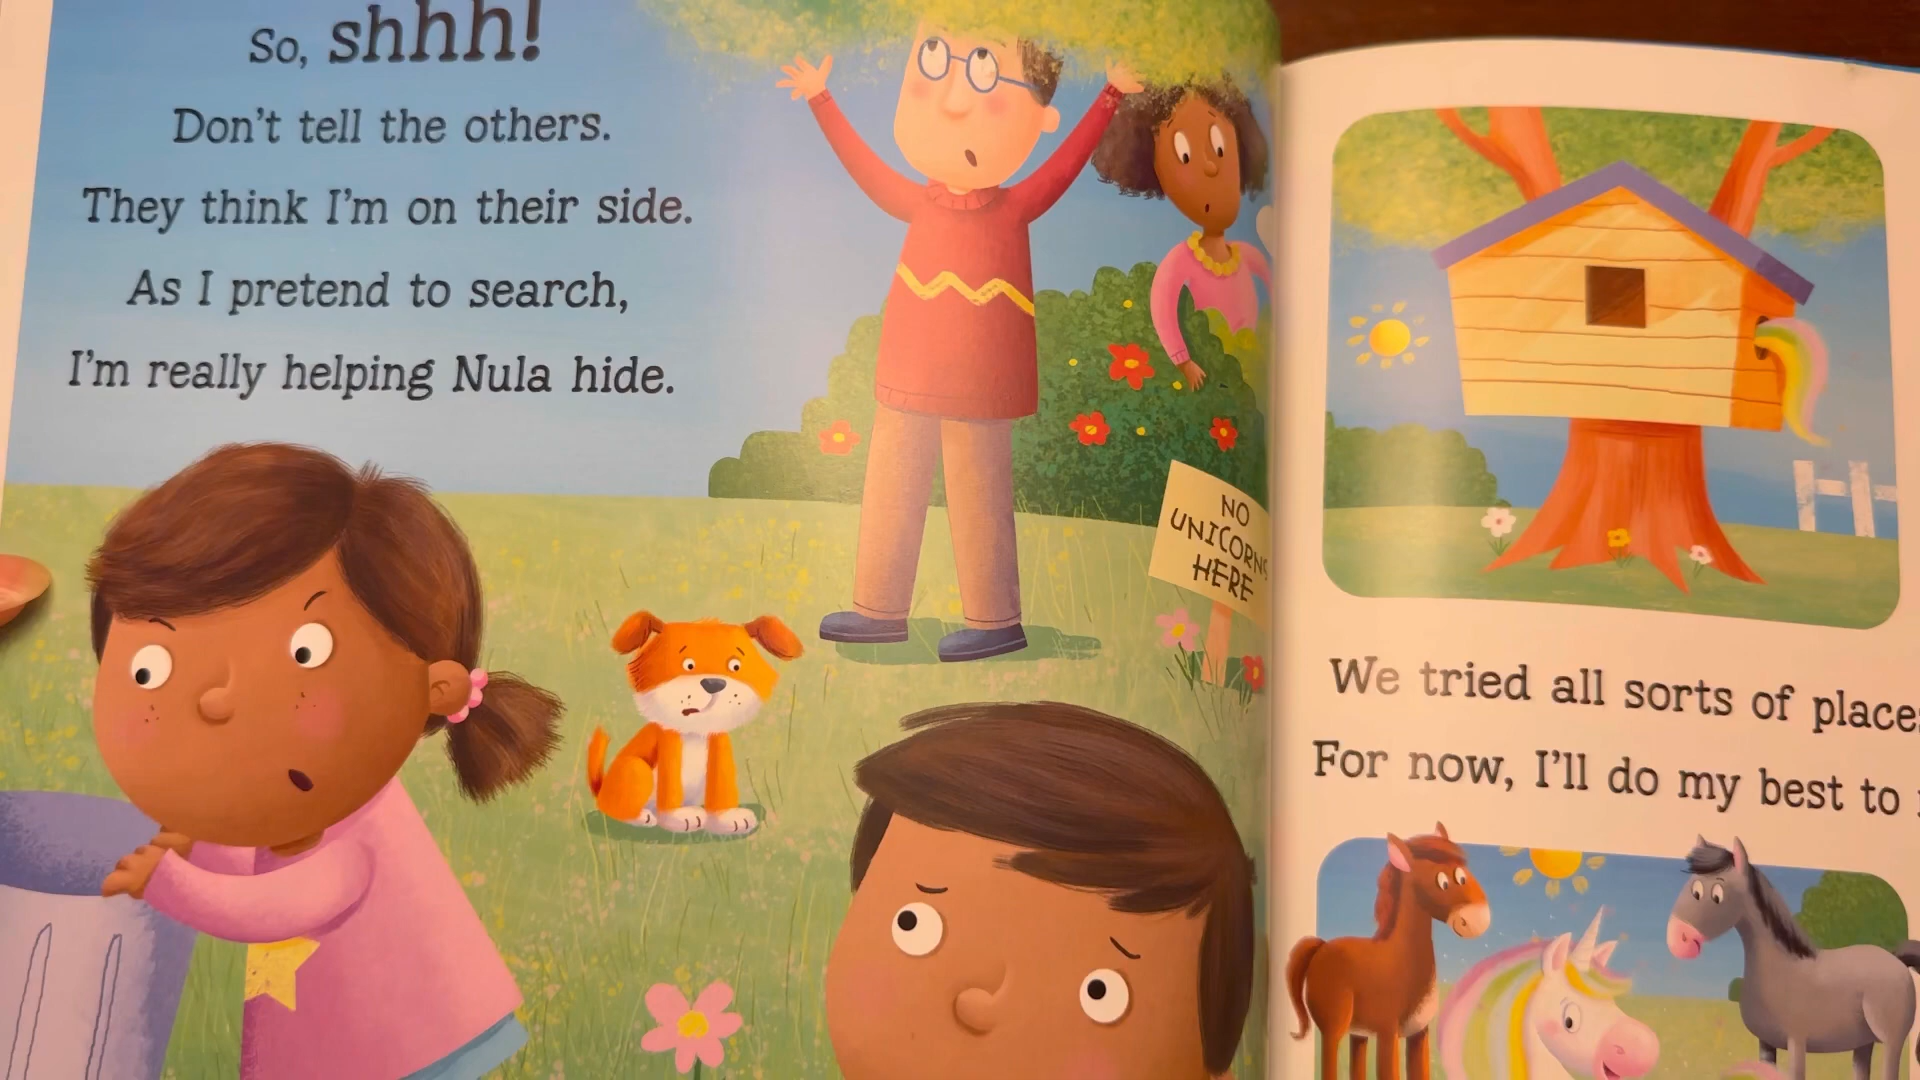 So, shhh!
Don't tell the others.
They think I'm on their side.
As I pretend to search,
I'm really helping Nula hide.
NO
UNICORNS
HERE
We tried all sorts of place
For now, I'll do my best to